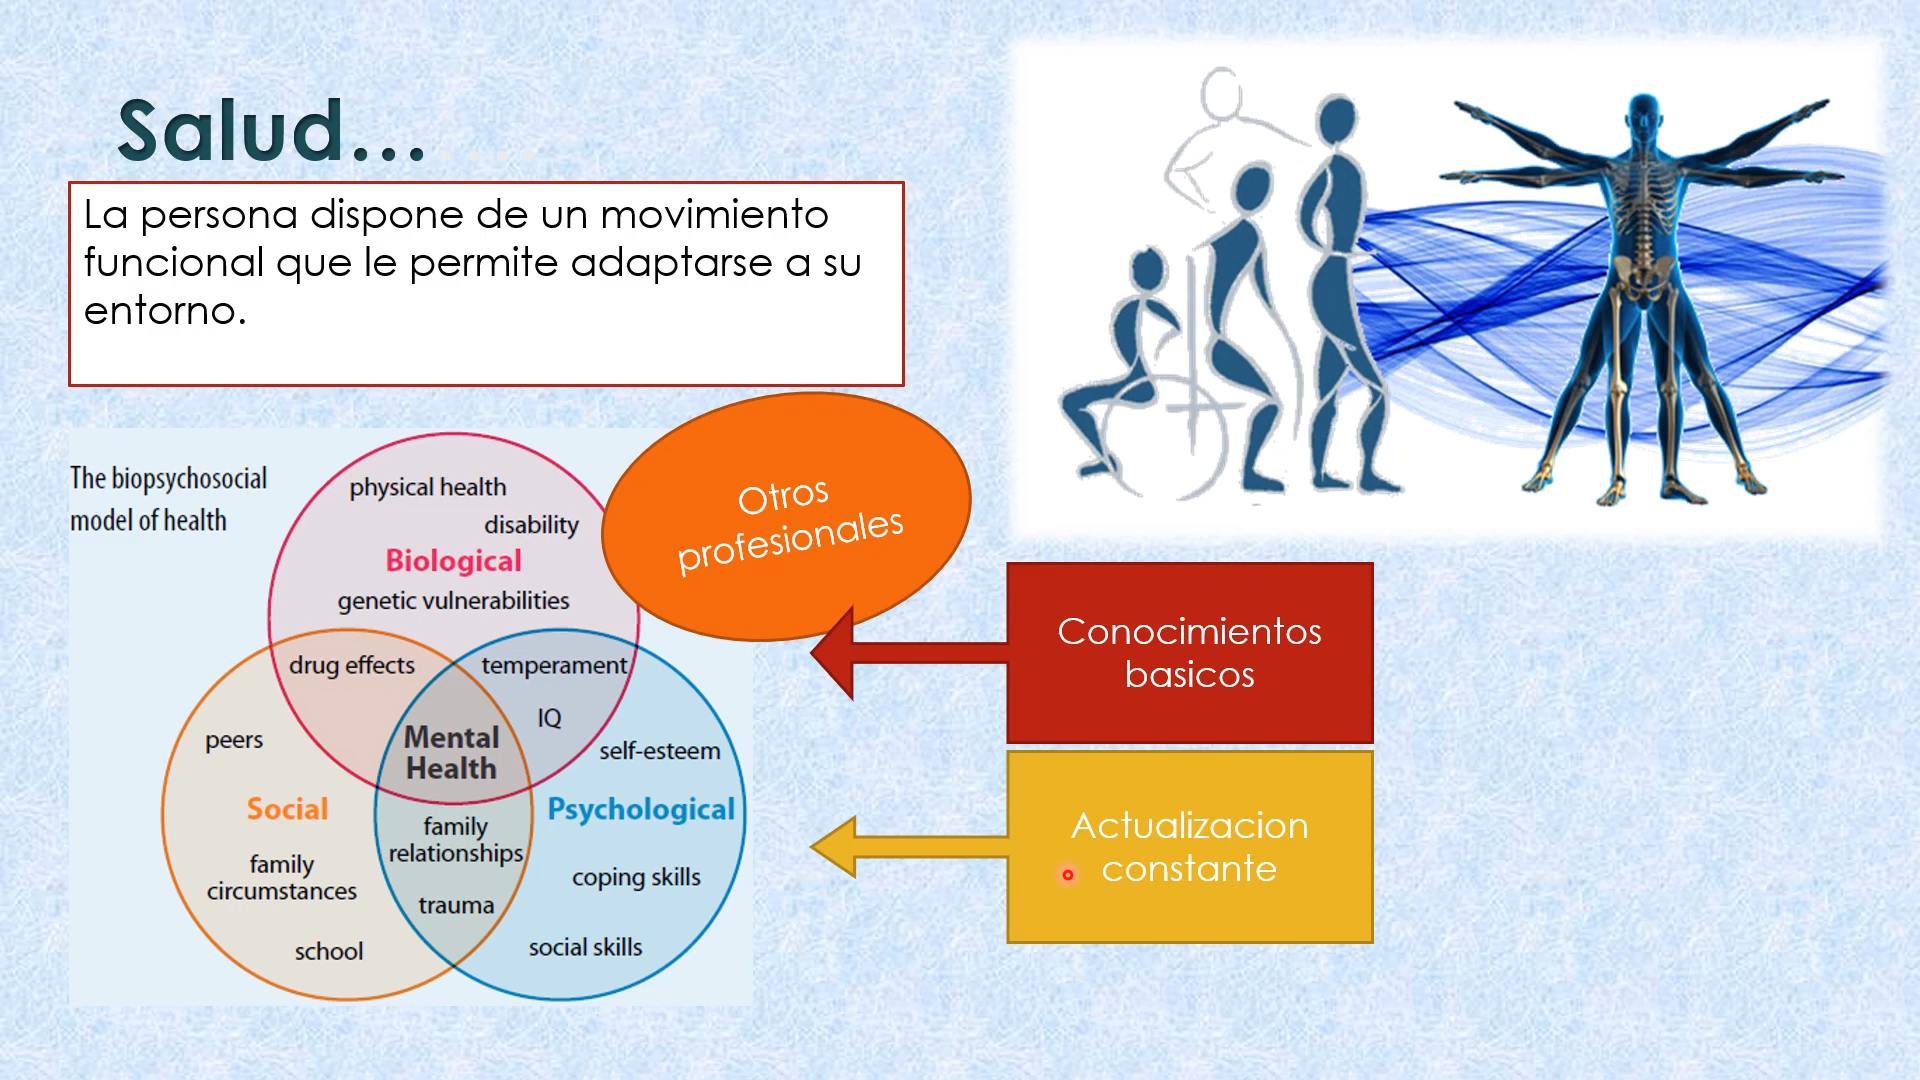 Salud...
La persona dispone de un movimiento
funcional que le permite adaptarse a su
entorno.
The biopsychosocial
model of health
physical health
disability
Biological
genetic vulnerabilities
drug effects
temperament
IQ
Mental
Health
peers
Social
family
circumstances
school
self-esteem
Psychological
family
relationships
coping skills
trauma
social skills
Otros
profesionales
Conocimientos
basicos
Actualizacion
constante